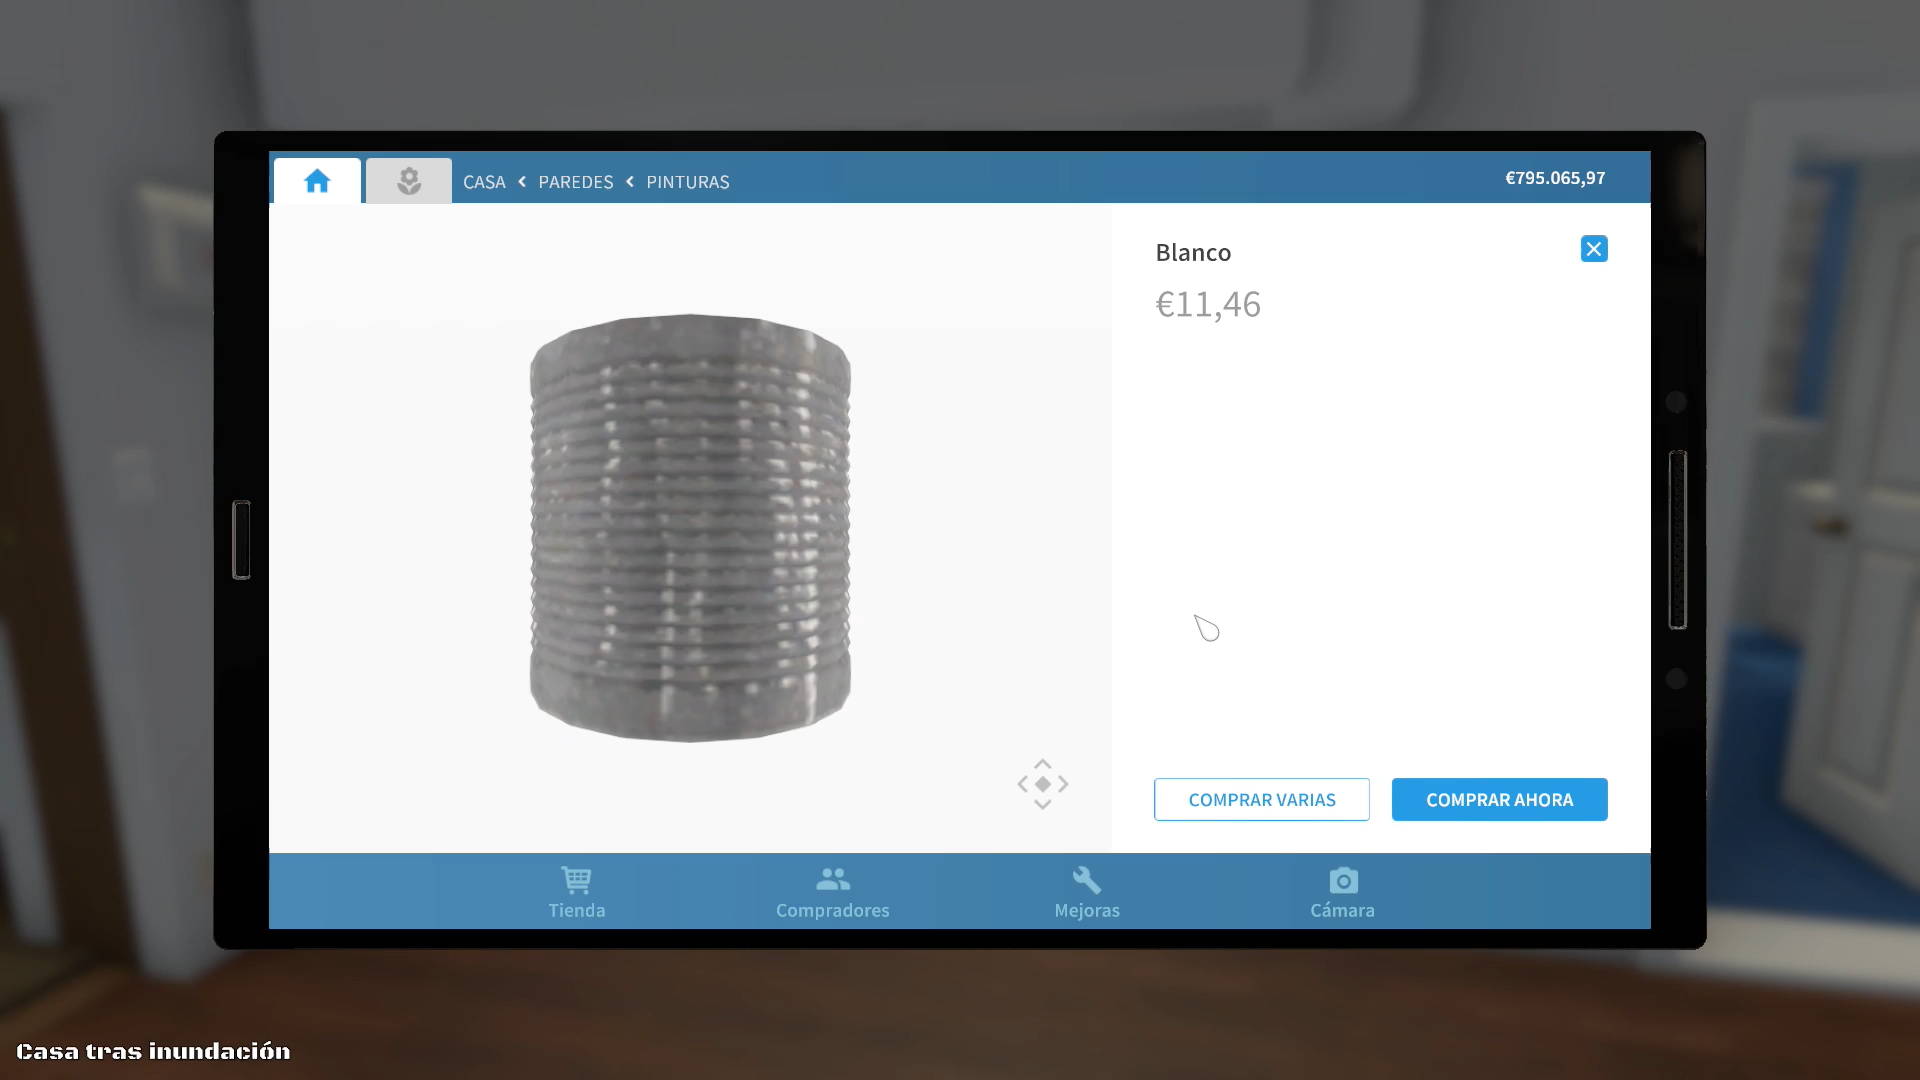 CASA < PAREDES < PINTURAS
€795.065,97
Blanco
€11,46
COMPRAR VARIAS
COMPRAR AHORA
Tienda
Compradores
Mejoras
Cámara
Casa tras inundación